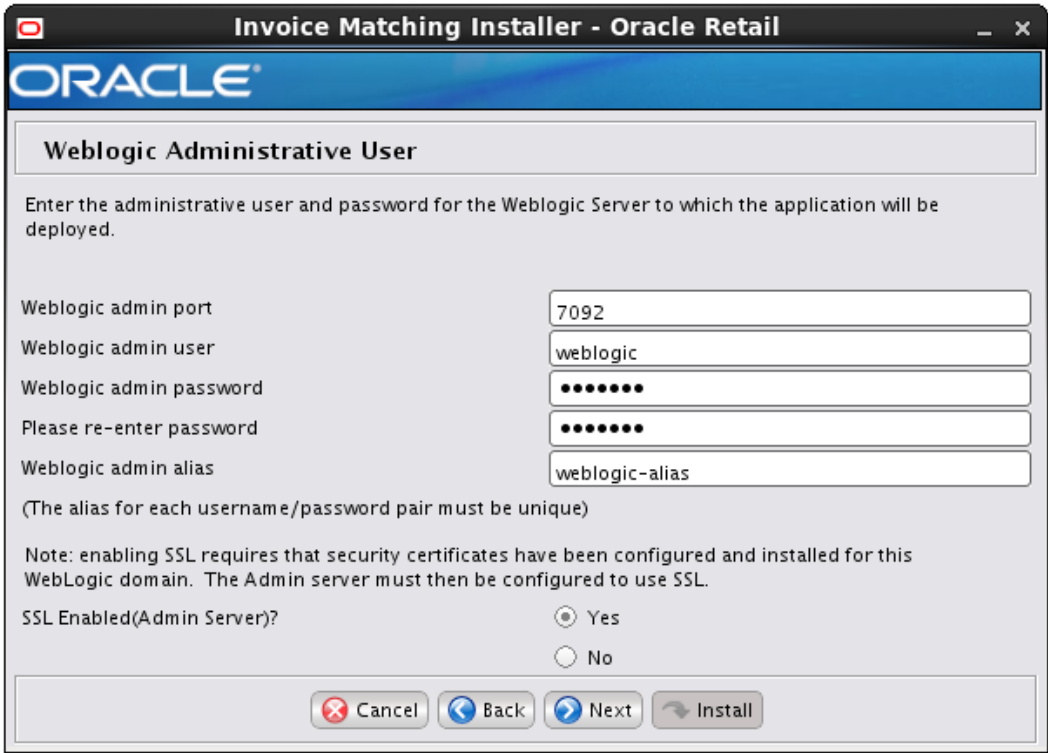 Invoice Matching Installer - Oracle Retail
ORACLE
Weblogic Administrative User
Enter the administrative user and password for the Weblogic Server to which the application will be
deployed.
Weblogic admin port
7092
Weblogic admin user
weblogic
Weblogic admin password
•••••••
Please re-enter password
•••••••
Weblogic admin alias
weblogic-alias
(The alias for each username/password pair must be unique)
Note: enabling SSL requires that security certificates have been configured and installed for this
WebLogic domain.  The Admin server must then be configured to use SSL.
SSL Enabled(Admin Server)?
Yes
No
Cancel
Back
Next
Install